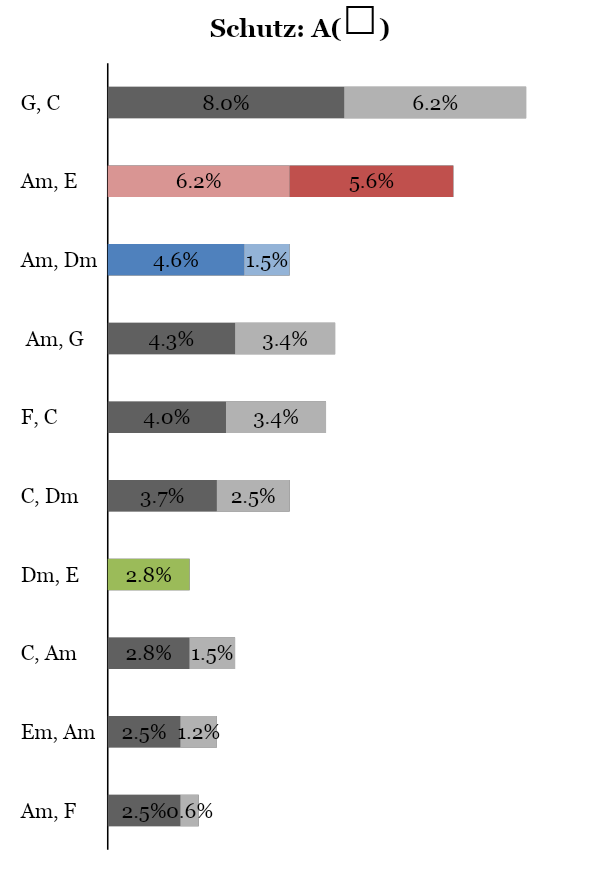 Schutz: A(□)
G, C 8.0% 6.2%
Am, E 6.2% 5.6%
Am, Dm 4.6% 1.5%
Am, G 4.3% 3.4%
F, C 4.0% 3.4%
C, Dm 3.7% 2.5%
Dm, E 2.8%
C, Am 2.8% 1.5%
Em, Am 2.5% 1.2%
Am, F 2.5% 0.6%